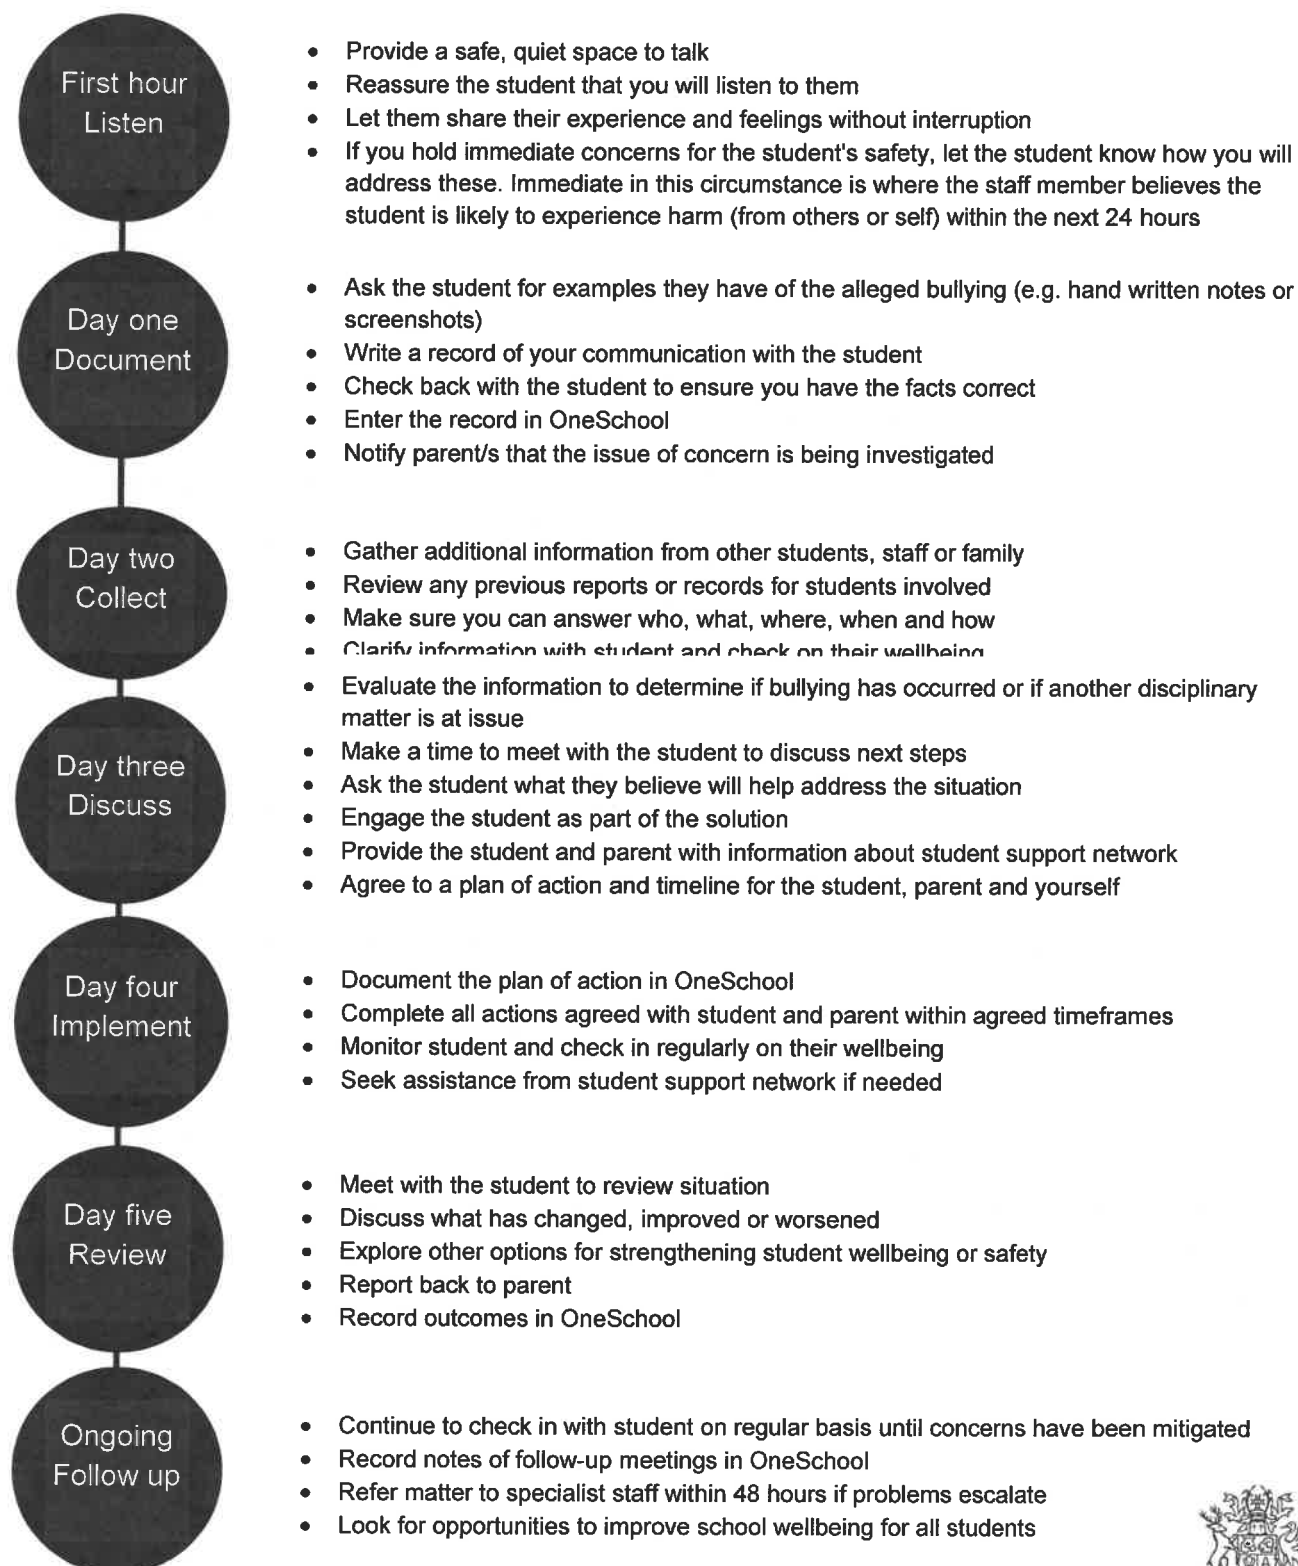 First hour
Listen
• Provide a safe, quiet space to talk
• Reassure the student that you will listen to them
• Let them share their experience and feelings without interruption
• If you hold immediate concerns for the student's safety, let the student know how you will
address these. Immediate in this circumstance is where the staff member believes the
student is likely to experience harm (from others or self) within the next 24 hours
Day one
Document
• Ask the student for examples they have of the alleged bullying (e.g. hand written notes or
screenshots)
• Write a record of your communication with the student
• Check back with the student to ensure you have the facts correct
• Enter the record in OneSchool
• Notify parent/s that the issue of concern is being investigated
Day two
Collect
• Gather additional information from other students, staff or family
• Review any previous reports or records for students involved
• Make sure you can answer who, what, where, when and how
• Clarify information with student and check on their wellbeing
Day three
Discuss
• Evaluate the information to determine if bullying has occurred or if another disciplinary
matter is at issue
• Make a time to meet with the student to discuss next steps
• Ask the student what they believe will help address the situation
• Engage the student as part of the solution
• Provide the student and parent with information about student support network
• Agree to a plan of action and timeline for the student, parent and yourself
Day four
Implement
• Document the plan of action in OneSchool
• Complete all actions agreed with student and parent within agreed timeframes
• Monitor student and check in regularly on their wellbeing
• Seek assistance from student support network if needed
Day five
Review
• Meet with the student to review situation
• Discuss what has changed, improved or worsened
• Explore other options for strengthening student wellbeing or safety
• Report back to parent
• Record outcomes in OneSchool
Ongoing
Follow up
• Continue to check in with student on regular basis until concerns have been mitigated
• Record notes of follow-up meetings in OneSchool
• Refer matter to specialist staff within 48 hours if problems escalate
• Look for opportunities to improve school wellbeing for all students